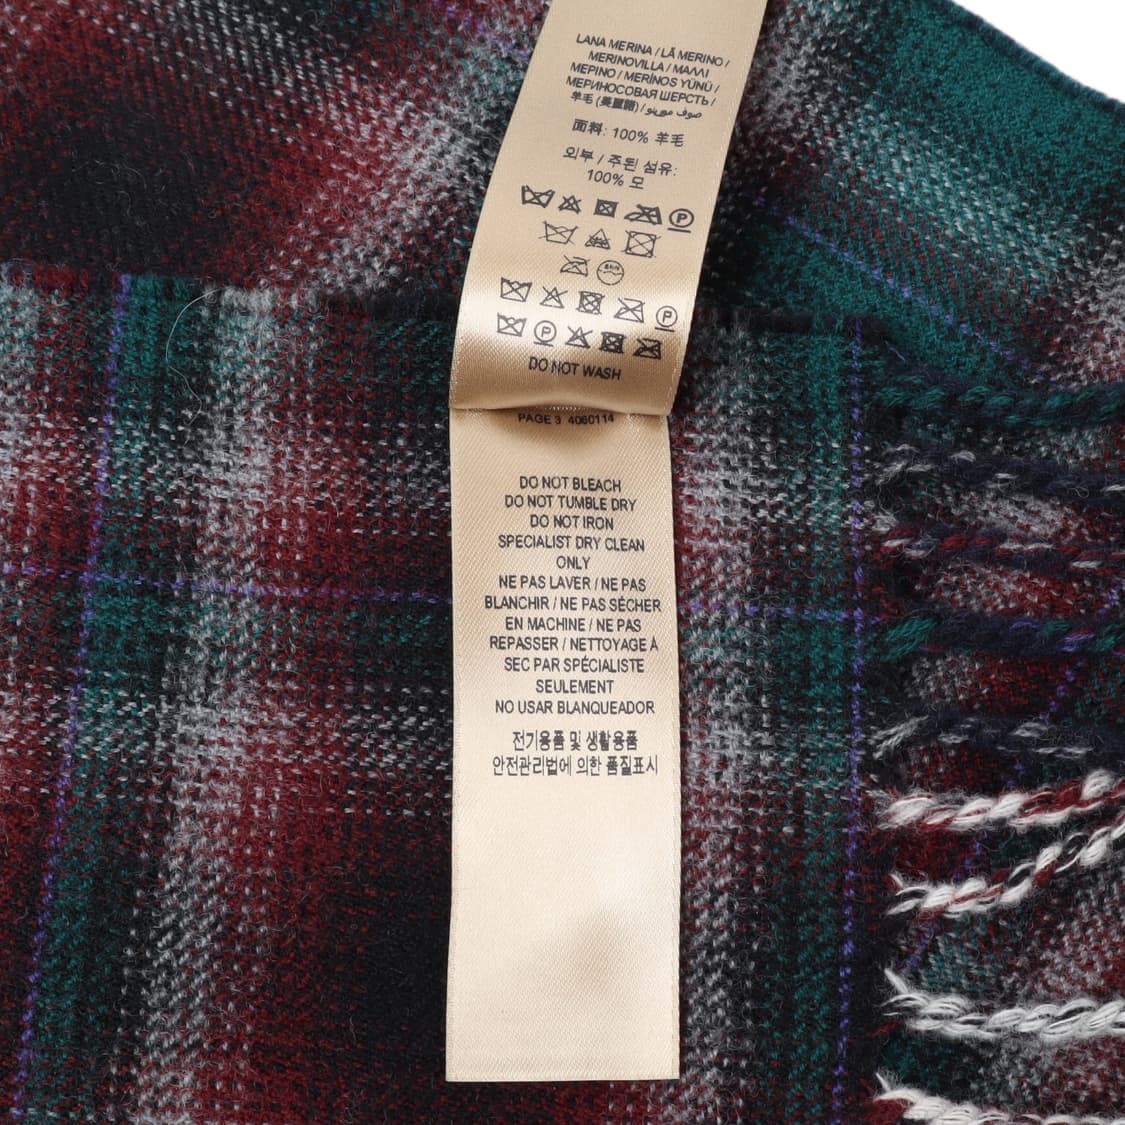 LANA MERINA / LÃ MERINO /
MERINOVILLA / ΜΑΛΛΙ
ΜΕΡΙΝΟ / MERİNOS YÜNÜ /
МЕРИНОСОВАЯ ШЕРСТЬ /
صوف مورينو / 羊毛 (美麗諾)
面料: 100% 羊毛
외부 / 주된 섬유:
100% 모
P
P
P
DO NOT WASH
PAGE 3 4060114
DO NOT BLEACH
DO NOT TUMBLE DRY
DO NOT IRON
SPECIALIST DRY CLEAN
ONLY
NE PAS LAVER / NE PAS
BLANCHIR / NE PAS SÉCHER
EN MACHINE / NE PAS
REPASSER / NETTOYAGE À
SEC PAR SPÉCIALISTE
SEULEMENT
NO USAR BLANQUEADOR
전기용품 및 생활용품
안전관리법에 의한 품질표시